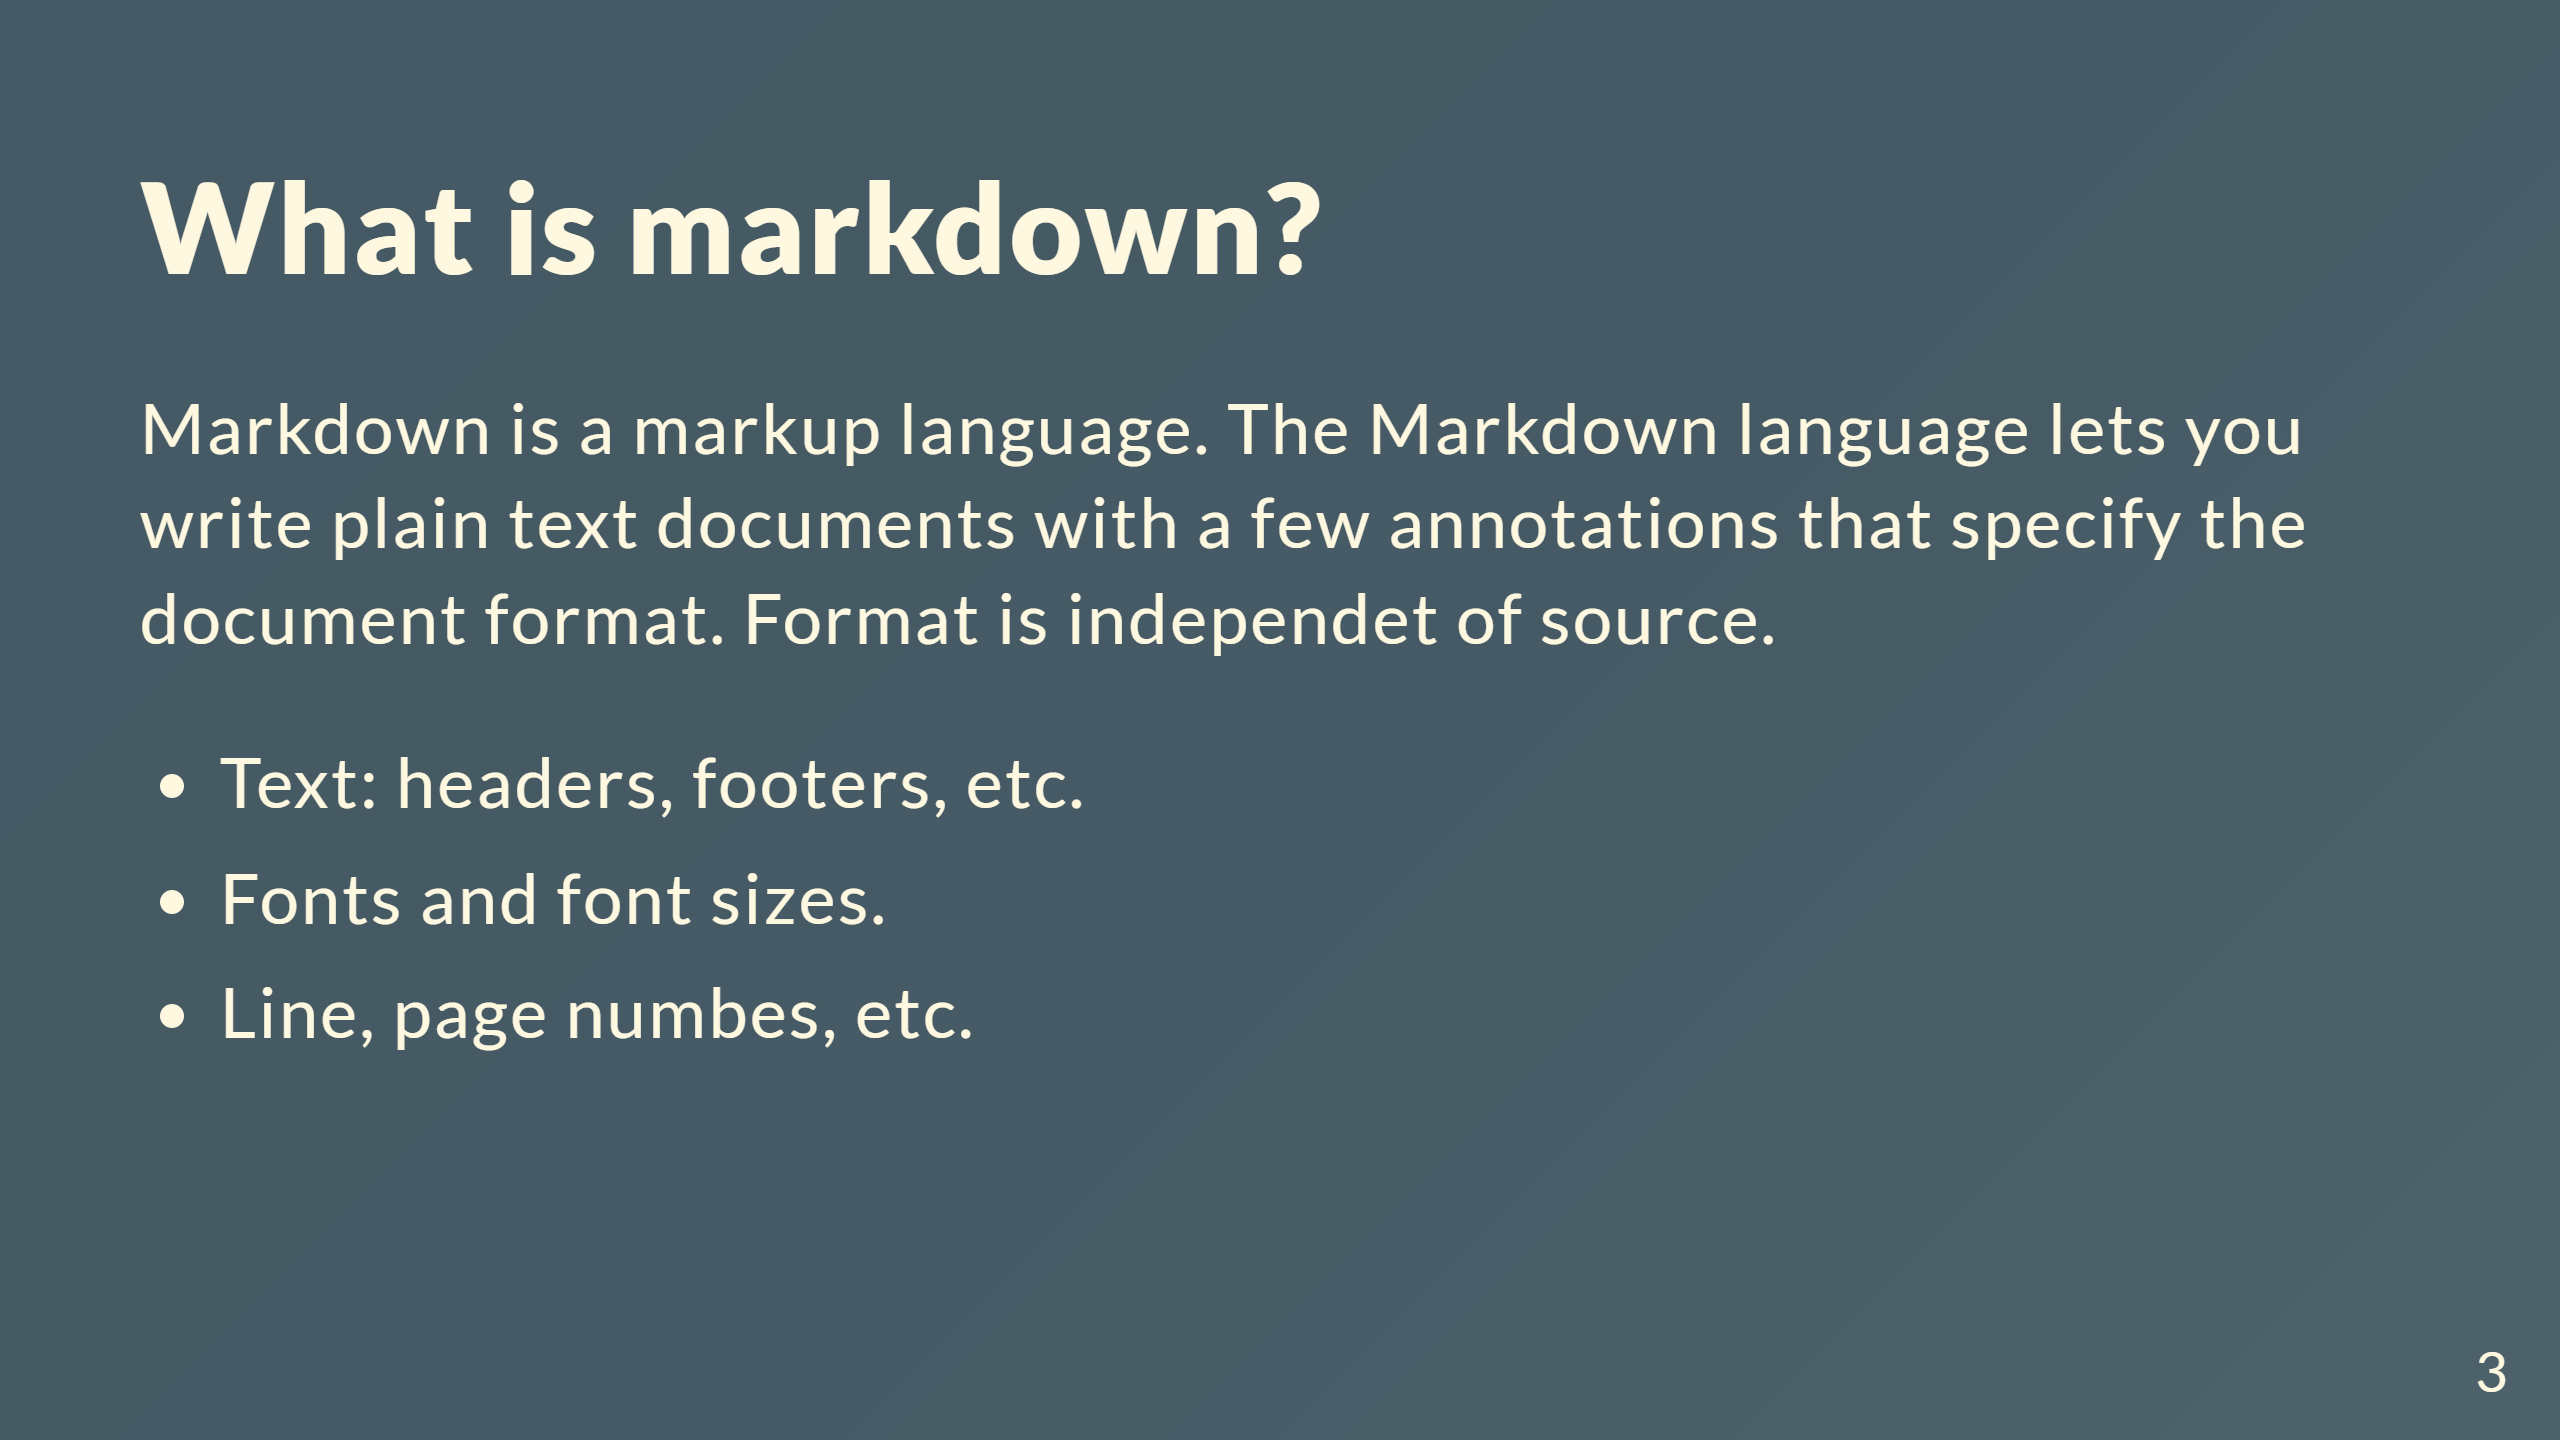 What is markdown?
Markdown is a markup language. The Markdown language lets you
write plain text documents with a few annotations that specify the
document format. Format is independet of source.
• Text: headers, footers, etc.
• Fonts and font sizes.
• Line, page numbes, etc.
3